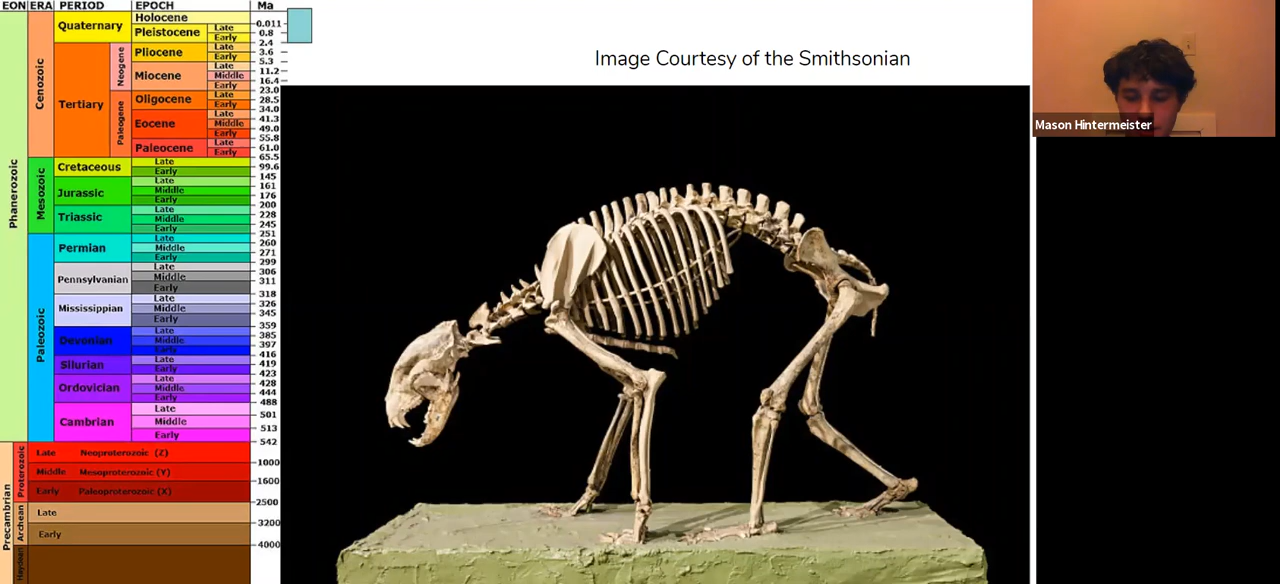 EON ERA PERIOD EPOCH Ma
Phanerozoic
Cenozoic
Quaternary
Holocene
0.011
Pleistocene
Late
0.8
Early
2.4
Tertiary
Neogene
Pliocene
Late
3.6
Early
5.3
Miocene
Late
11.2
Middle
16.4
Early
23.0
Paleogene
Oligocene
Late
28.5
Early
34.0
Eocene
Late
41.3
Middle
49.0
Early
55.8
Paleocene
Late
61.0
Early
65.5
Mesozoic
Cretaceous
Late
99.6
Early
145
Jurassic
Late
161
Middle
176
Early
200
Triassic
Late
228
Middle
245
Early
251
Paleozoic
Permian
Late
260
Middle
271
Early
299
Pennsylvanian
Late
306
Middle
311
Early
318
Mississippian
Late
326
Middle
345
Early
359
Devonian
Late
385
Middle
397
Early
416
Silurian
Late
419
Early
423
Ordovician
Late
428
Middle
444
Early
488
Cambrian
Late
501
Middle
513
Early
542
Precambrian
Proterozoic
Late Neoproterozoic (Z)
1000
Middle Mesoproterozoic (Y)
1600
Early Paleoproterozoic (X)
2500
Archean
Late
3200
Early
4000
Image Courtesy of the Smithsonian
Mason Hintermeister